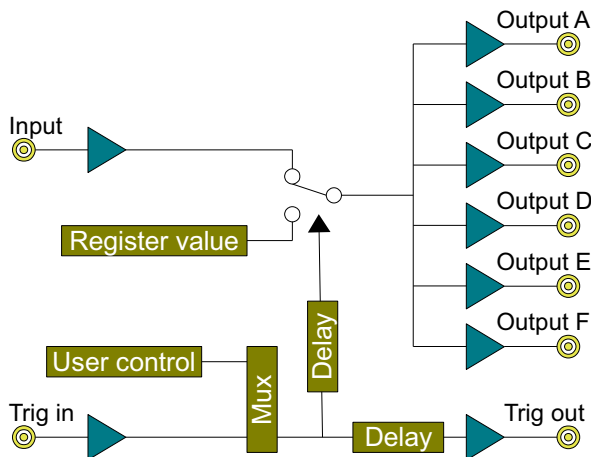 Output A
Output B
Input
Output C
Output D
Register value
Output E
Delay
Output F
User control
Mux
Trig in
Delay
Trig out